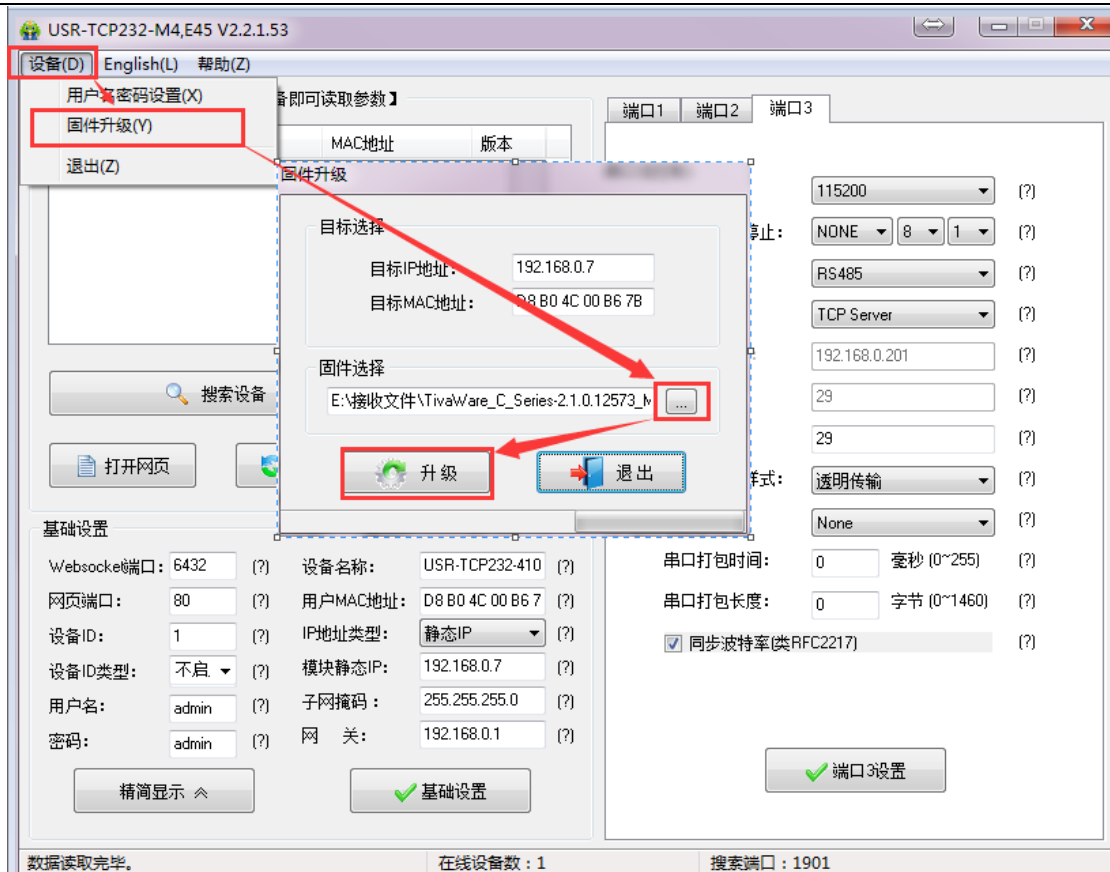 USR-TCP232-M4,E45 V2.2.1.53
设备(D) English(L) 帮助(Z)
用户名密码设置(X)
固件升级(Y)
退出(Z)
备即可读取参数】
MAC地址 版本
搜索设备
打开网页
固件升级
目标选择
目标IP地址： 192.168.0.7
目标MAC地址： D8 B0 4C 00 B6 7B
固件选择
E:\接收文件\TivaWare_C_Series-2.1.0.12573_M ...
升级 退出
基础设置
Websocket端口： 6432 (?) 设备名称： USR-TCP232-410 (?)
网页端口： 80 (?) 用户MAC地址： D8 B0 4C 00 B6 7 (?)
设备ID： 1 (?) IP地址类型： 静态IP (?)
设备ID类型： 不启. (?) 模块静态IP： 192.168.0.7 (?)
用户名： admin (?) 子网掩码： 255.255.255.0 (?)
密码： admin (?) 网 关： 192.168.0.1 (?)
精简显示 基础设置
端口1 端口2 端口3
115200 (?)
停止： NONE 8 1 (?)
RS485 (?)
TCP Server (?)
192.168.0.201 (?)
29 (?)
29 (?)
样式： 透明传输 (?)
None (?)
串口打包时间： 0 毫秒 (0~255) (?)
串口打包长度： 0 字节 (0~1460) (?)
同步波特率(类RFC2217) (?)
端口3设置
数据读取完毕。 在线设备数：1 搜索端口：1901